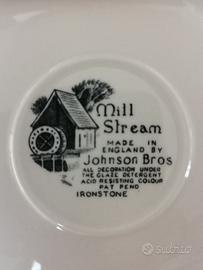 Mill
Stream
MADE IN
ENGLAND BY
Johnson Bros
ALL DECORATION UNDER
THE GLAZE DETERGENT
ACID RESISTING COLOUR
PAT PEND
IRONSTONE
subito